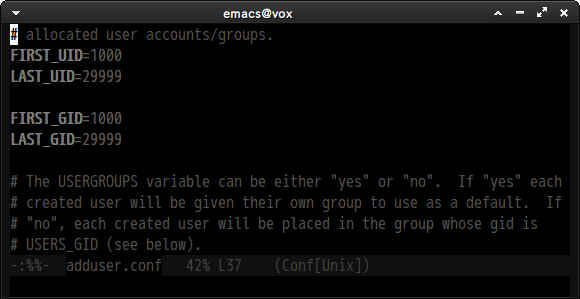 emacs@vox
# allocated user accounts/groups.
FIRST_UID=1000
LAST_UID=29999

FIRST_GID=1000
LAST_GID=29999

# The USERGROUPS variable can be either "yes" or "no".  If "yes" each
# created user will be given their own group to use as a default.  If
# "no", each created user will be placed in the group whose gid is
# USERS_GID (see below).
-:%%-  adduser.conf   42% L37    (Conf[Unix])